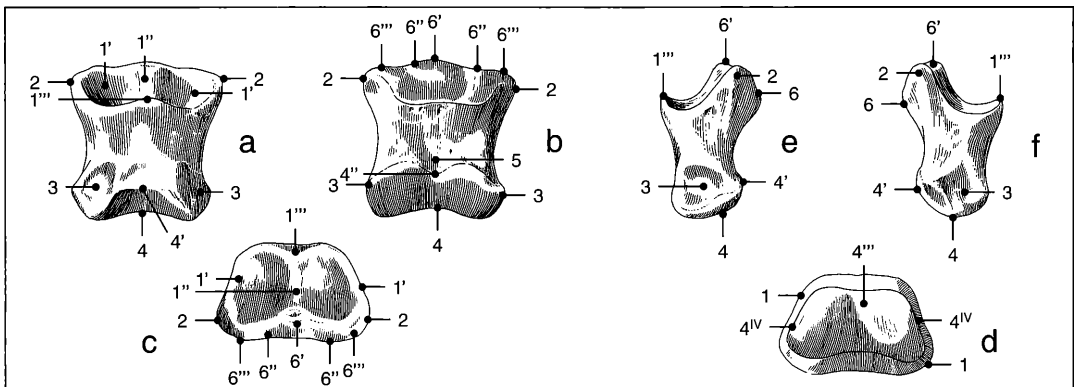 1' 1'' 2 2 1''' 1' 3 3 4 4' a
6''' 6'' 6' 6'' 6''' 2 2 5 4'' 3 3 4 b
1''' 1' 1'' 1' 2 2 6''' 6'' 6' 6'' 6''' c
6' 1''' 2 6 3 4' 4 e
6' 2 1''' 6 4' 3 4 f
4''' 1 4IV 4IV 1 d